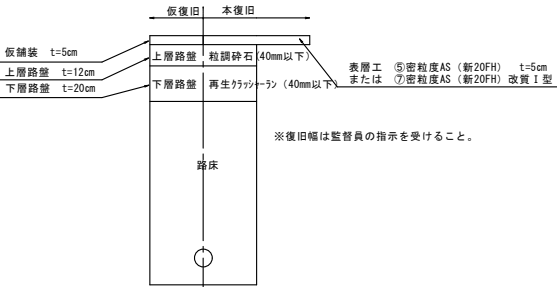 仮復旧 本復旧
仮舗装 t=5cm
上層路盤 t=12cm
下層路盤 t=20cm
上層路盤 粒調砕石(40mm以下)
下層路盤 再生クラッシャーラン(40mm以下)
表層工 ⑤密粒度AS(新20FH) t=5cm
または ⑦密粒度AS(新20FH)改質Ⅰ型
※復旧幅は監督員の指示を受けること。
路床